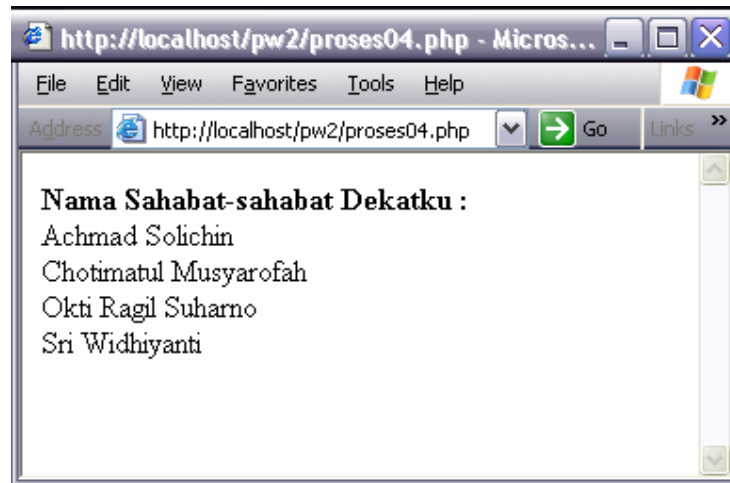 http://localhost/pw2/proses04.php - Micros...
File Edit View Favorites Tools Help
Address http://localhost/pw2/proses04.php Go Links »
Nama Sahabat-sahabat Dekatku :
Achmad Solichin
Chotimatul Musyarofah
Okti Ragil Suharno
Sri Widhiyanti